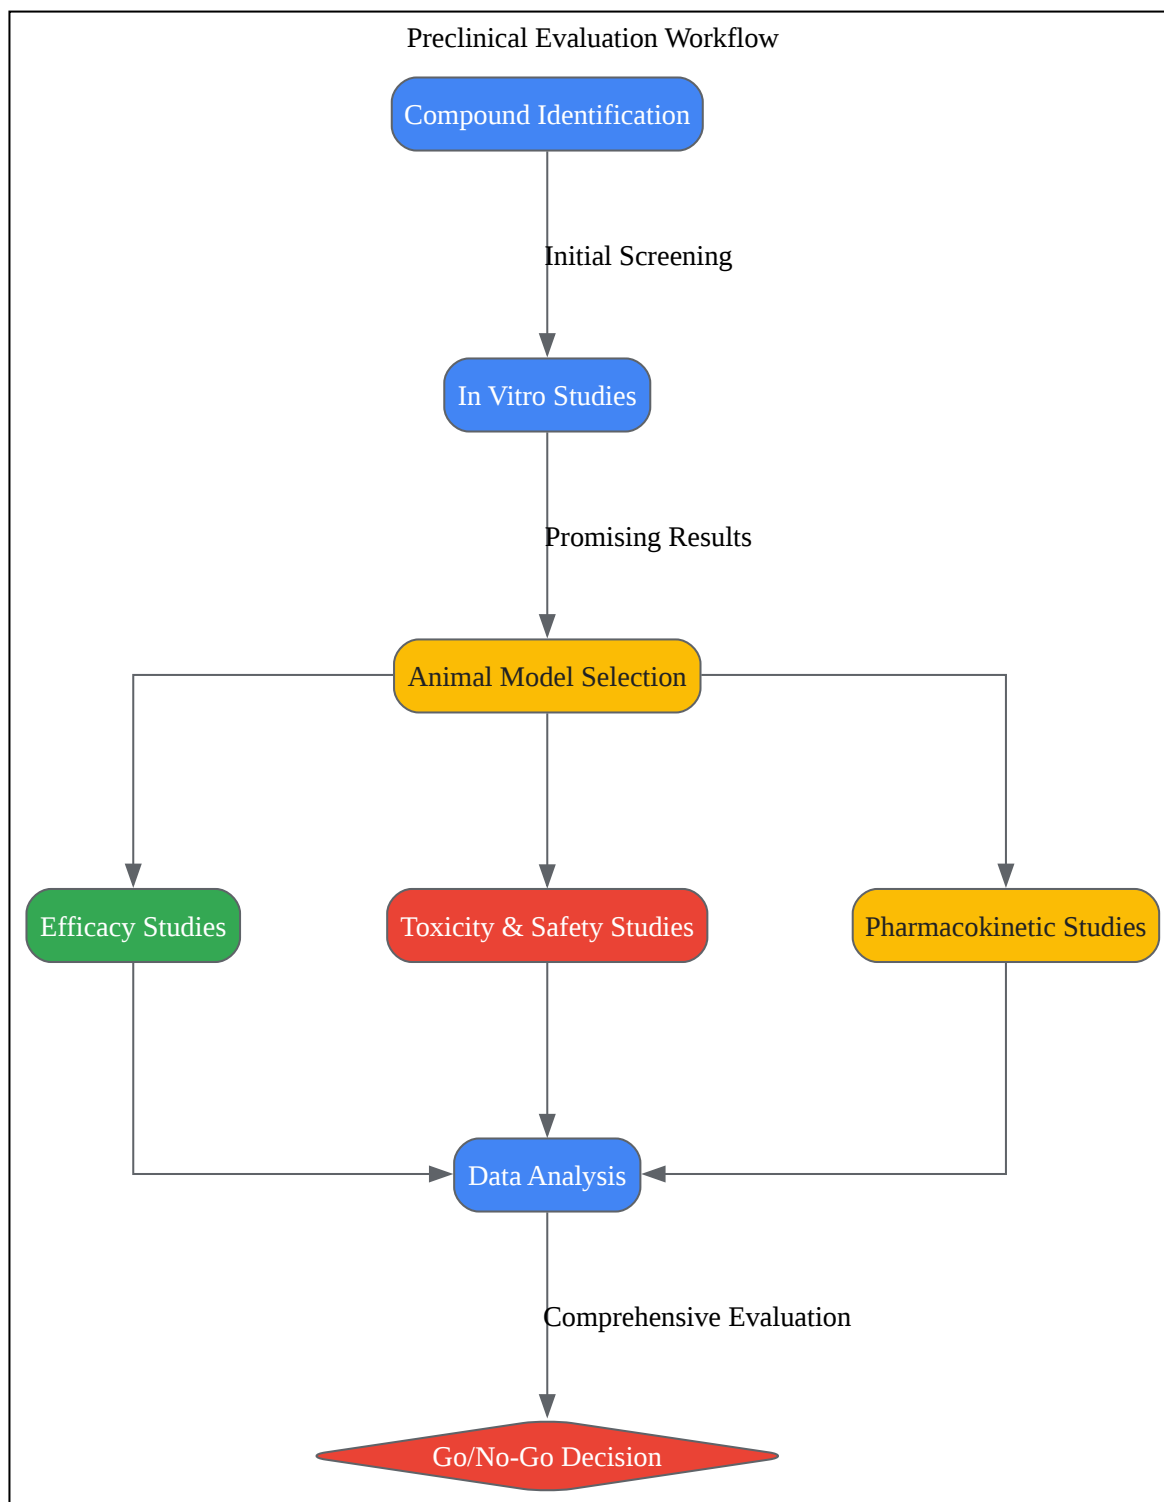 Preclinical Evaluation Workflow
Compound Identification
Initial Screening
In Vitro Studies
Promising Results
Animal Model Selection
Efficacy Studies
Toxicity & Safety Studies
Pharmacokinetic Studies
Data Analysis
Comprehensive Evaluation
Go/No-Go Decision